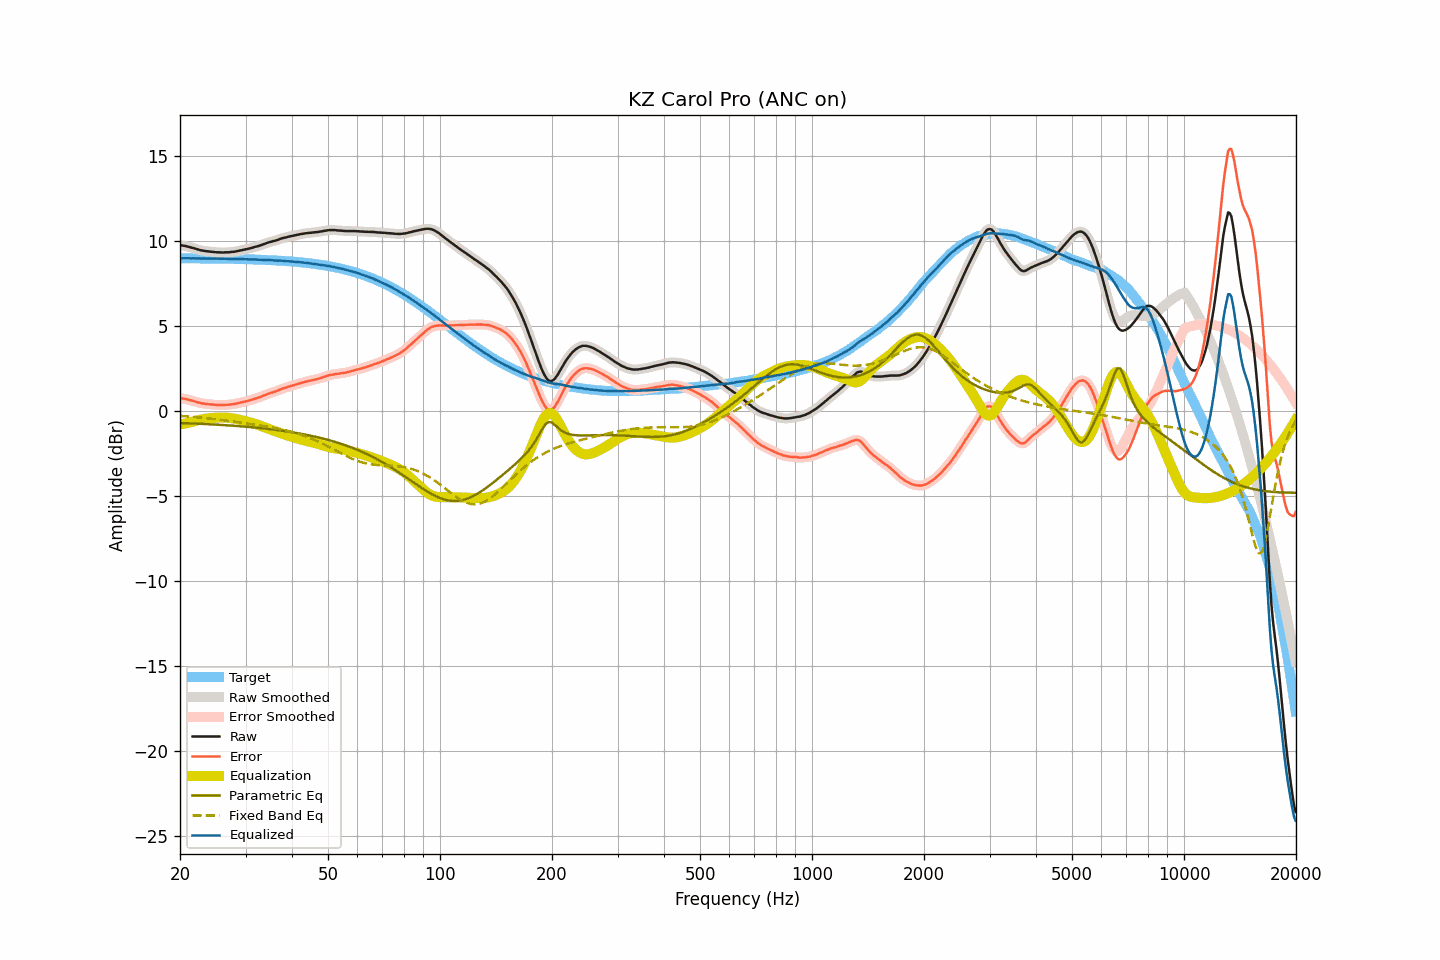 KZ Carol Pro (ANC on)
15
10
5
0
−5
−10
−15
−20
−25
Amplitude (dBr)
Target
Raw Smoothed
Error Smoothed
Raw
Error
Equalization
Parametric Eq
Fixed Band Eq
Equalized
20 50 100 200 500 1000 2000 5000 10000 20000
Frequency (Hz)